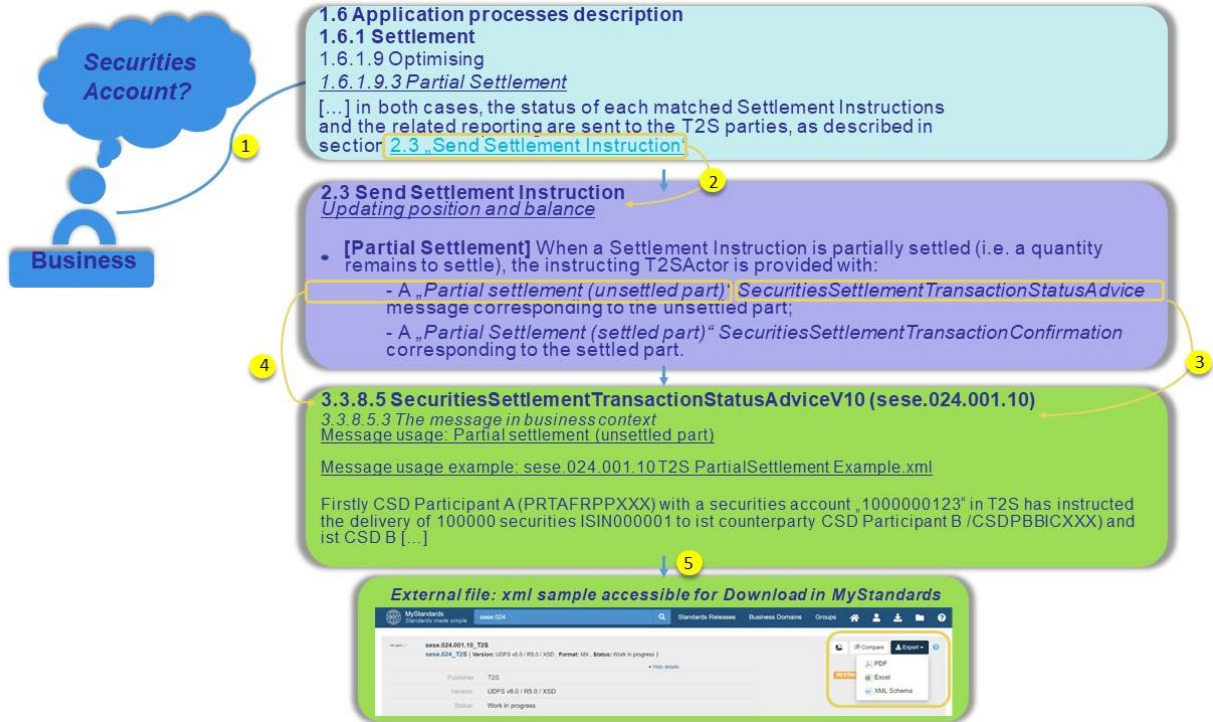 Securities
Account?
Business
1
1.6 Application processes description
1.6.1 Settlement
1.6.1.9 Optimising
1.6.1.9.3 Partial Settlement
[...] in both cases, the status of each matched Settlement Instructions
and the related reporting are sent to the T2S parties, as described in
section 2.3 „Send Settlement Instruction“
2
2.3 Send Settlement Instruction
Updating position and balance
• [Partial Settlement] When a Settlement Instruction is partially settled (i.e. a quantity
remains to settle), the instructing T2SActor is provided with:
- A „Partial settlement (unsettled part)“ SecuritiesSettlementTransactionStatusAdvice
message corresponding to the unsettled part;
- A „Partial Settlement (settled part)“ SecuritiesSettlementTransactionConfirmation
corresponding to the settled part.
4
3
3.3.8.5 SecuritiesSettlementTransactionStatusAdviceV10 (sese.024.001.10)
3.3.8.5.3 The message in business context
Message usage: Partial settlement (unsettled part)
Message usage example: sese.024.001.10 T2S PartialSettlement Example.xml
Firstly CSD Participant A (PRTAFRPPXXX) with a securities account „1000000123“ in T2S has instructed
the delivery of 100000 securities ISIN000001 to ist counterparty CSD Participant B /CSDPBBICXXX) and
ist CSD B [...]
5
External file: xml sample accessible for Download in MyStandards
MyStandards
Standards made simple
sese.024
Standards Releases Business Domains Groups
sese.024.001.10_T2S
sese.024_T2S ( Version: UDFS v6.0 / R5.0 / XSD , Format: MX , Status: Work in progress )
Hide details
Compare Export
PDF
Excel
XML Schema
Publisher T2S
Version UDFS v6.0 / R5.0 / XSD
Status Work in progress